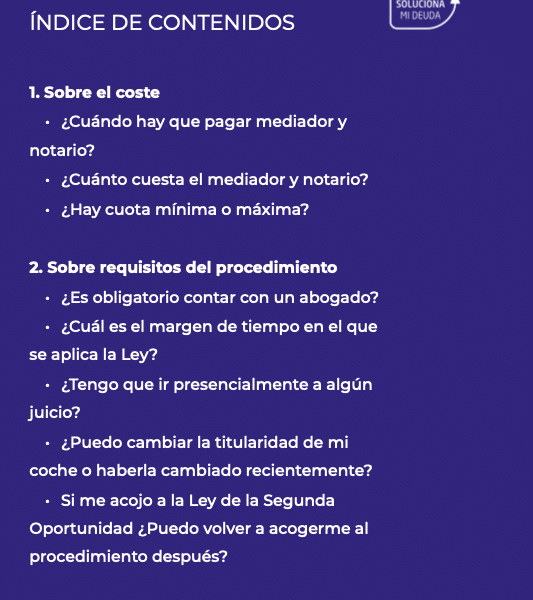 ÍNDICE DE CONTENIDOS
SOLUCIONA
MI DEUDA
1. Sobre el coste
• ¿Cuándo hay que pagar mediador y
notario?
• ¿Cuánto cuesta el mediador y notario?
• ¿Hay cuota mínima o máxima?
2. Sobre requisitos del procedimiento
• ¿Es obligatorio contar con un abogado?
• ¿Cuál es el margen de tiempo en el que
se aplica la Ley?
• ¿Tengo que ir presencialmente a algún
juicio?
• ¿Puedo cambiar la titularidad de mi
coche o haberla cambiado recientemente?
• Si me acojo a la Ley de la Segunda
Oportunidad ¿Puedo volver a acogerme al
procedimiento después?